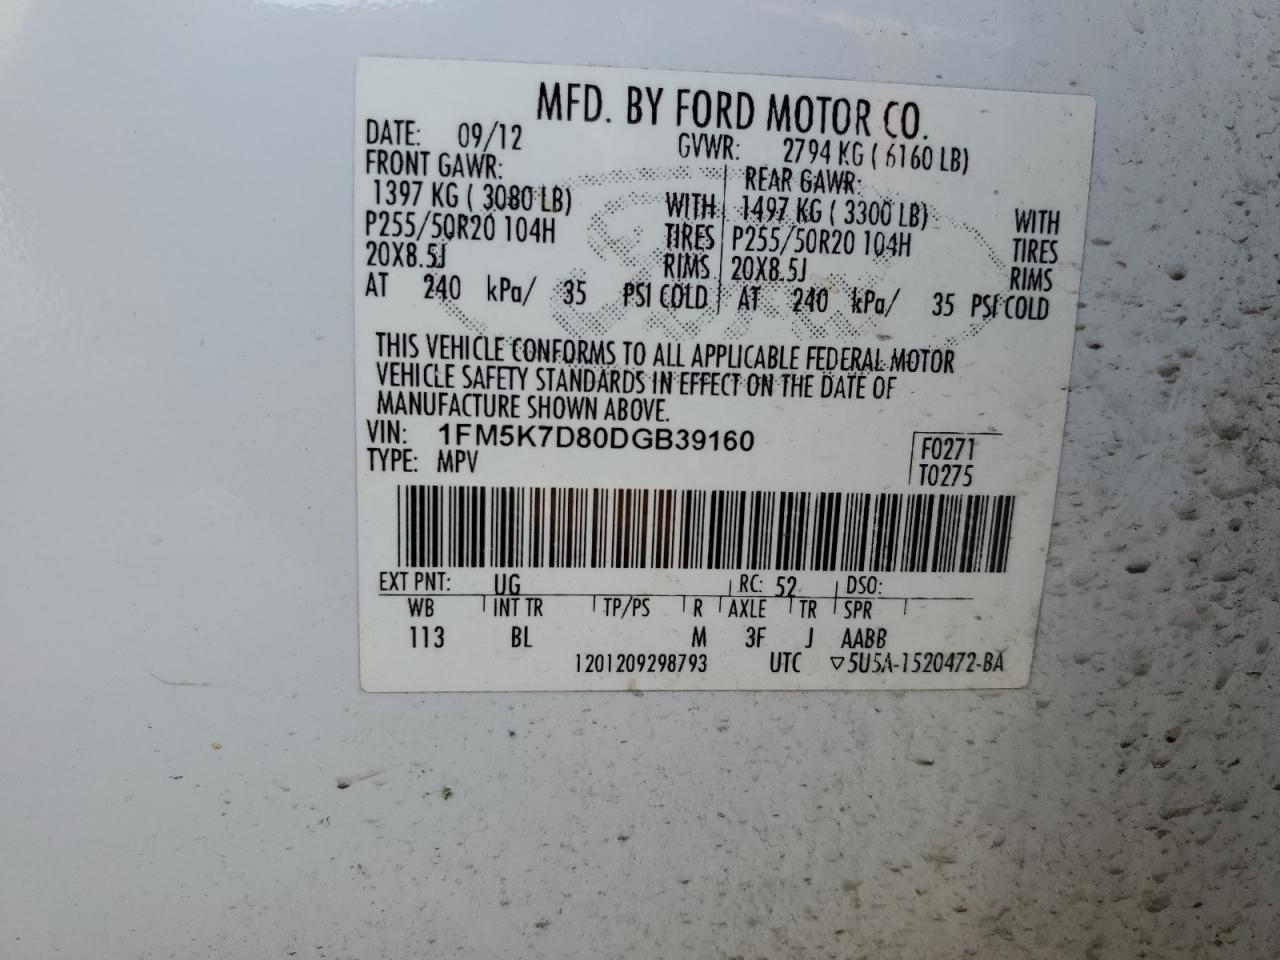 MFD. BY FORD MOTOR CO.
DATE: 09/12 GVWR: 2794 KG ( 6160 LB)
FRONT GAWR: REAR GAWR:
1397 KG ( 3080 LB) WITH 1497 KG ( 3300 LB) WITH
P255/50R20 104H TIRES P255/50R20 104H TIRES
20X8.5J RIMS 20X8.5J RIMS
AT 240 kPa/ 35 PSI COLD AT 240 kPa/ 35 PSI COLD
THIS VEHICLE CONFORMS TO ALL APPLICABLE FEDERAL MOTOR
VEHICLE SAFETY STANDARDS IN EFFECT ON THE DATE OF
MANUFACTURE SHOWN ABOVE.
VIN: 1FM5K7D80DGB39160 F0271
TYPE: MPV T0275
EXT PNT: UG RC: 52 DSO:
WB INT TR TP/PS R AXLE TR SPR
113 BL M 3F J AABB
1201209298793 UTC ▽5U5A-1520472-BA